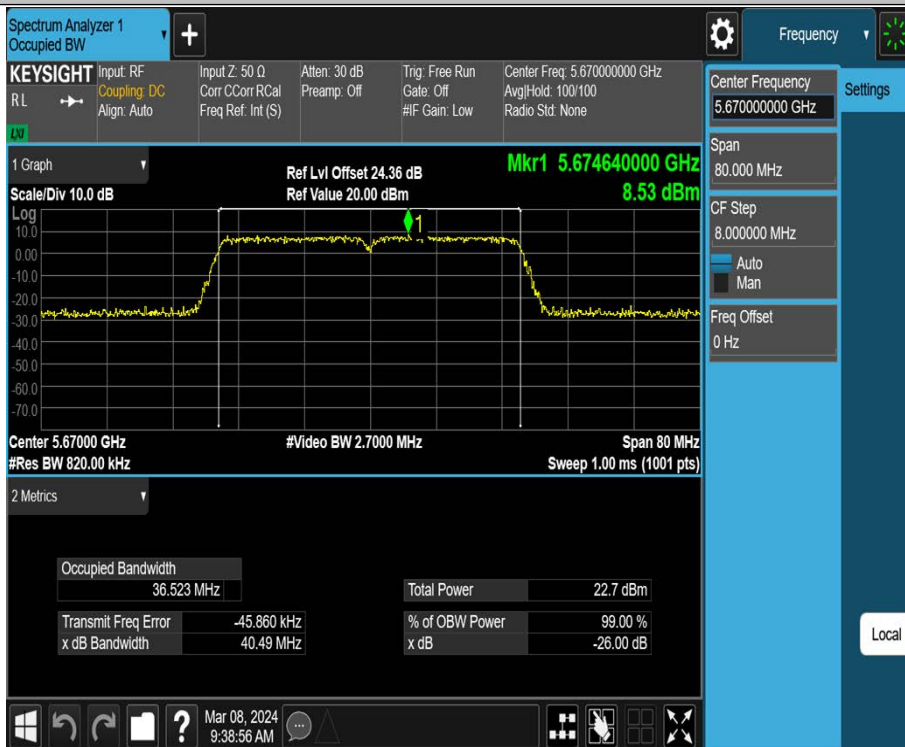 Spectrum Analyzer 1
Occupied BW
Frequency
KEYSIGHT
RL
LXI
Input: RF
Coupling: DC
Align: Auto
Input Z: 50 Ω
Corr CCorr RCal
Freq Ref: Int (S)
Atten: 30 dB
Preamp: Off
Trig: Free Run
Gate: Off
#IF Gain: Low
Center Freq: 5.670000000 GHz
Avg|Hold: 100/100
Radio Std: None
Center Frequency
5.670000000 GHz
Settings
Span
80.000 MHz
CF Step
8.000000 MHz
Auto
Man
Freq Offset
0 Hz
Local
1 Graph
Scale/Div 10.0 dB
Ref Lvl Offset 24.36 dB
Ref Value 20.00 dBm
Mkr1 5.674640000 GHz
8.53 dBm
Log
10.0
0.00
-10.0
-20.0
-30.0
-40.0
-50.0
-60.0
-70.0
1
Center 5.67000 GHz
#Video BW 2.7000 MHz
Span 80 MHz
#Res BW 820.00 kHz
Sweep 1.00 ms (1001 pts)
2 Metrics
Occupied Bandwidth
36.523 MHz
Total Power 22.7 dBm
Transmit Freq Error -45.860 kHz
% of OBW Power 99.00 %
x dB Bandwidth 40.49 MHz
x dB -26.00 dB
?
Mar 08, 2024
9:38:56 AM